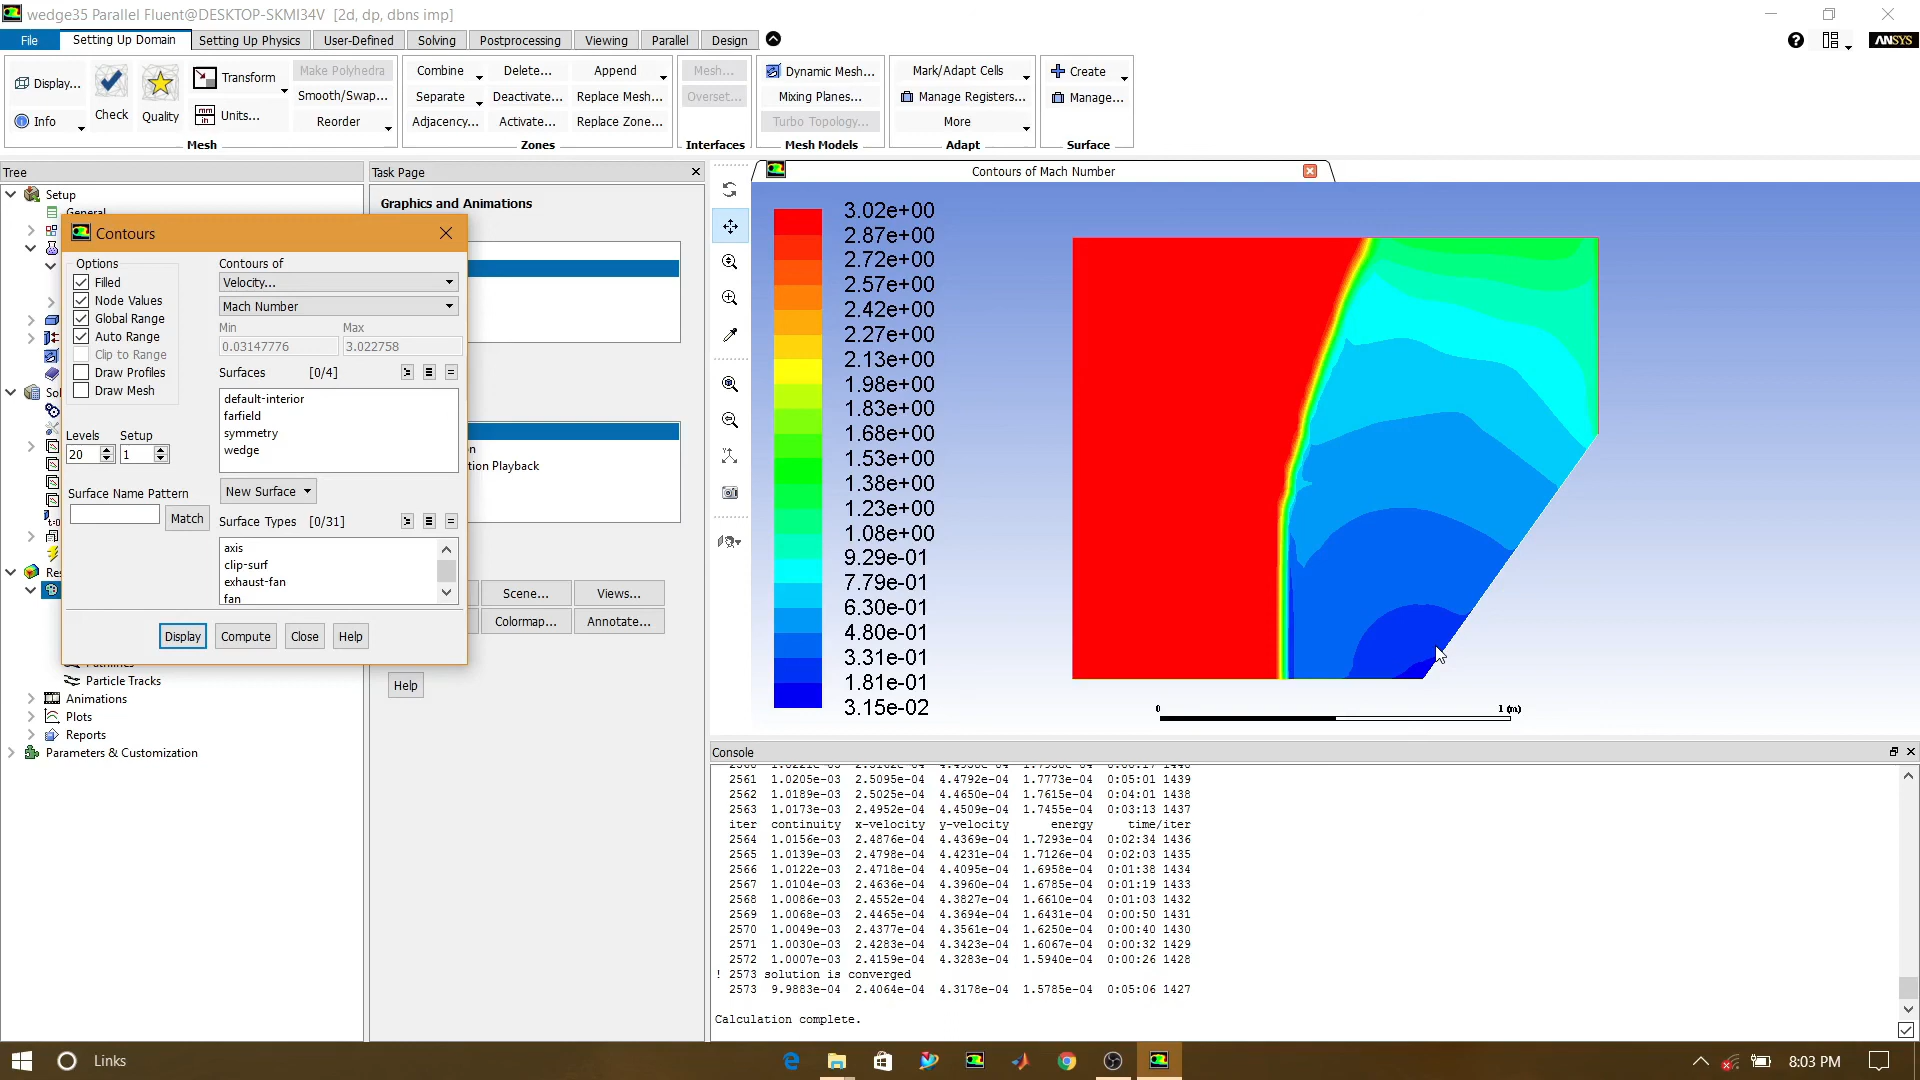 wedge35 Parallel Fluent@DESKTOP-SKMI34V [2d, dp, dbns imp]
File Setting Up Domain Setting Up Physics User-Defined Solving Postprocessing Viewing Parallel Design
ANSYS
Display... Check Quality Transform Make Polyhedra
Smooth/Swap...
Info Units... Reorder
mm
in
Mesh
Combine Delete... Append
Separate Deactivate... Replace Mesh...
Adjacency... Activate... Replace Zone...
Zones
Mesh...
Overset...
Interfaces
Dynamic Mesh...
Mixing Planes...
Turbo Topology...
Mesh Models
Mark/Adapt Cells
Manage Registers...
More
Adapt
Create
Manage...
Surface
Tree
Setup
General
Particle Tracks
Animations
Plots
Reports
Parameters & Customization
Task Page
Graphics and Animations
tion Playback
Scene... Views...
Colormap... Annotate...
Help
Contours
Options
Filled
Node Values
Global Range
Auto Range
Clip to Range
Draw Profiles
Draw Mesh
Levels Setup
20 1
Surface Name Pattern
Match
Contours of
Velocity...
Mach Number
Min Max
0.03147776 3.022758
Surfaces [0/4]
default-interior
farfield
symmetry
wedge
New Surface
Surface Types [0/31]
axis
clip-surf
exhaust-fan
fan
Display Compute Close Help
Contours of Mach Number
3.02e+00
2.87e+00
2.72e+00
2.57e+00
2.42e+00
2.27e+00
2.13e+00
1.98e+00
1.83e+00
1.68e+00
1.53e+00
1.38e+00
1.23e+00
1.08e+00
9.29e-01
7.79e-01
6.30e-01
4.80e-01
3.31e-01
1.81e-01
3.15e-02
0 1 (m)
Console
2561 1.0205e-03 2.5095e-04 4.4792e-04 1.7773e-04 0:05:01 1439
2562 1.0189e-03 2.5025e-04 4.4650e-04 1.7615e-04 0:04:01 1438
2563 1.0173e-03 2.4952e-04 4.4509e-04 1.7455e-04 0:03:13 1437
iter continuity x-velocity y-velocity energy time/iter
2564 1.0156e-03 2.4876e-04 4.4369e-04 1.7293e-04 0:02:34 1436
2565 1.0139e-03 2.4798e-04 4.4231e-04 1.7126e-04 0:02:03 1435
2566 1.0122e-03 2.4718e-04 4.4095e-04 1.6958e-04 0:01:38 1434
2567 1.0104e-03 2.4636e-04 4.3960e-04 1.6785e-04 0:01:19 1433
2568 1.0086e-03 2.4552e-04 4.3827e-04 1.6610e-04 0:01:03 1432
2569 1.0068e-03 2.4465e-04 4.3694e-04 1.6431e-04 0:00:50 1431
2570 1.0049e-03 2.4377e-04 4.3561e-04 1.6250e-04 0:00:40 1430
2571 1.0030e-03 2.4283e-04 4.3423e-04 1.6067e-04 0:00:32 1429
2572 1.0007e-03 2.4159e-04 4.3283e-04 1.5940e-04 0:00:26 1428
! 2573 solution is converged
2573 9.9883e-04 2.4064e-04 4.3178e-04 1.5785e-04 0:05:06 1427
Calculation complete.
Links
8:03 PM